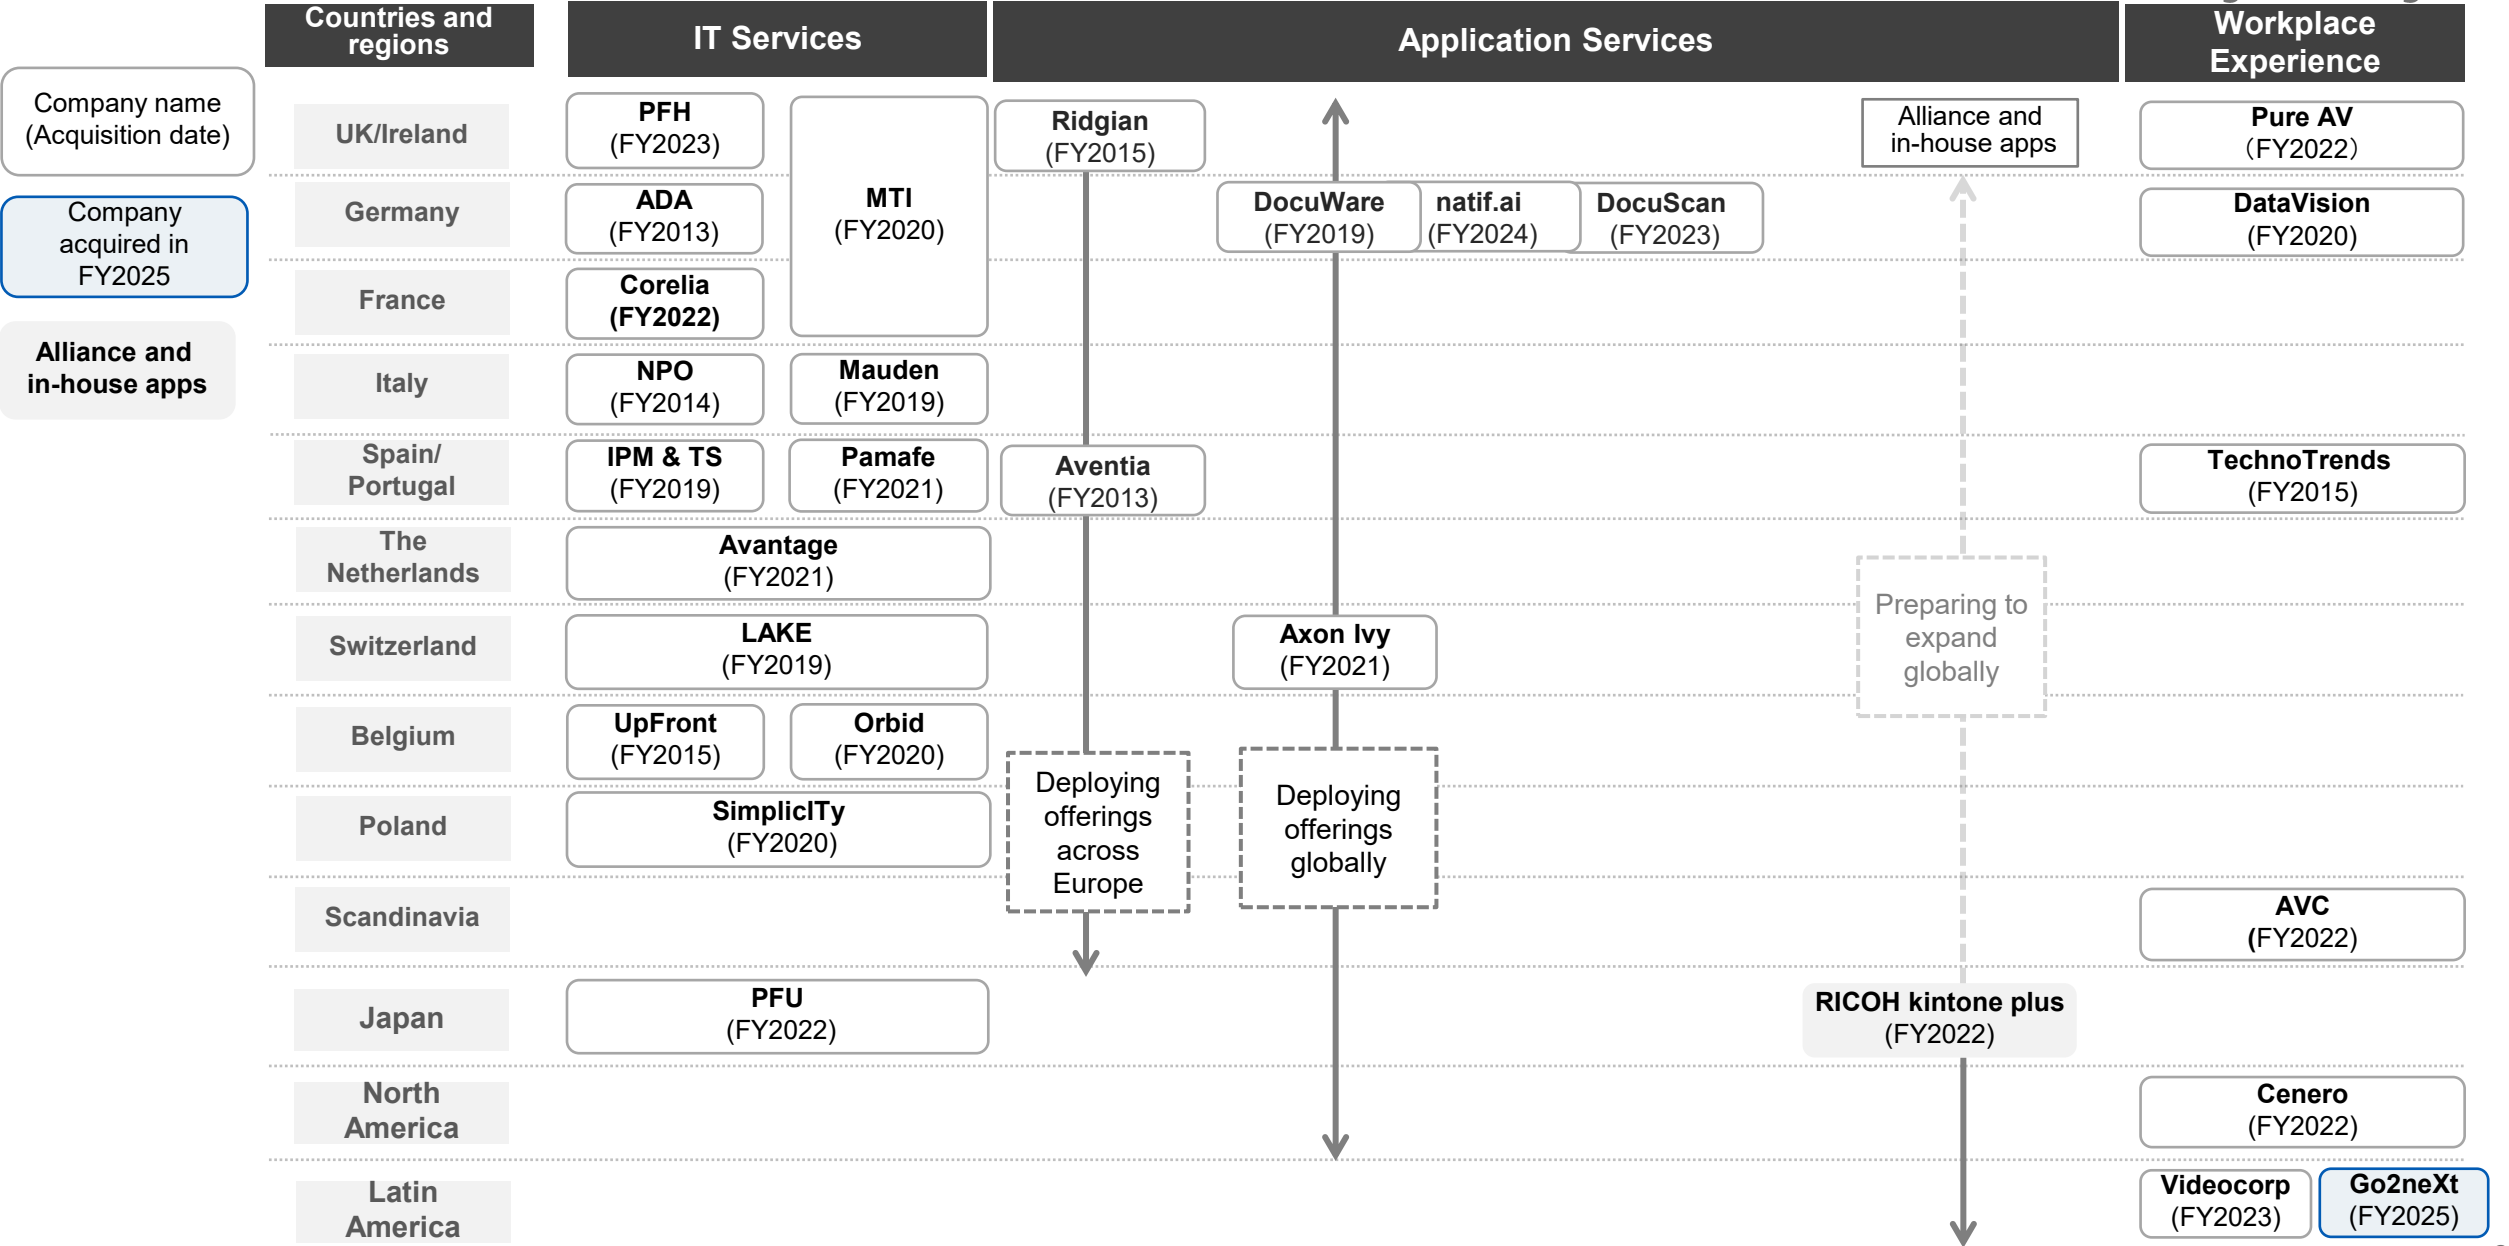 Countries and
regions
IT Services
Application Services
Workplace
Experience
Company name
(Acquisition date)
Company
acquired in
FY2025
Alliance and
in-house apps
UK/Ireland
PFH
(FY2023)
MTI
(FY2020)
Ridgian
(FY2015)
Alliance and
in-house apps
Pure AV
（FY2022）
Germany
ADA
(FY2013)
DocuWare
(FY2019)
natif.ai
(FY2024)
DocuScan
(FY2023)
DataVision
(FY2020)
France
Corelia
(FY2022)
Italy
NPO
(FY2014)
Mauden
(FY2019)
Spain/
Portugal
IPM & TS
(FY2019)
Pamafe
(FY2021)
Aventia
(FY2013)
TechnoTrends
(FY2015)
The
Netherlands
Avantage
(FY2021)
Preparing to
expand
globally
Switzerland
LAKE
(FY2019)
Axon Ivy
(FY2021)
Belgium
UpFront
(FY2015)
Orbid
(FY2020)
Deploying
offerings
across
Europe
Deploying
offerings
globally
Poland
SimplicITy
(FY2020)
Scandinavia
AVC
(FY2022)
Japan
PFU
(FY2022)
RICOH kintone plus
(FY2022)
North
America
Cenero
(FY2022)
Latin
America
Videocorp
(FY2023)
Go2neXt
(FY2025)